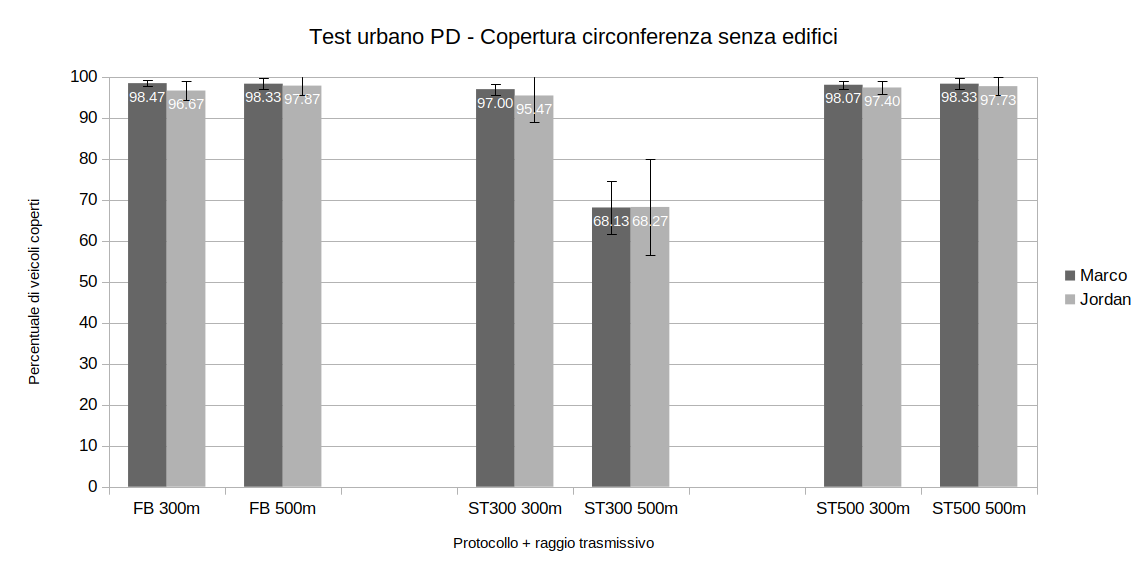 Test urbano PD - Copertura circonferenza senza edifici
Percentuale di veicoli coperti
100
90
80
70
60
50
40
30
20
10
0
98.47
96.67
98.33
97.87
97.00
95.47
68.13
68.27
98.07
97.40
98.33
97.73
FB 300m
FB 500m
ST300 300m
ST300 500m
ST500 300m
ST500 500m
Protocollo + raggio trasmissivo
Marco
Jordan